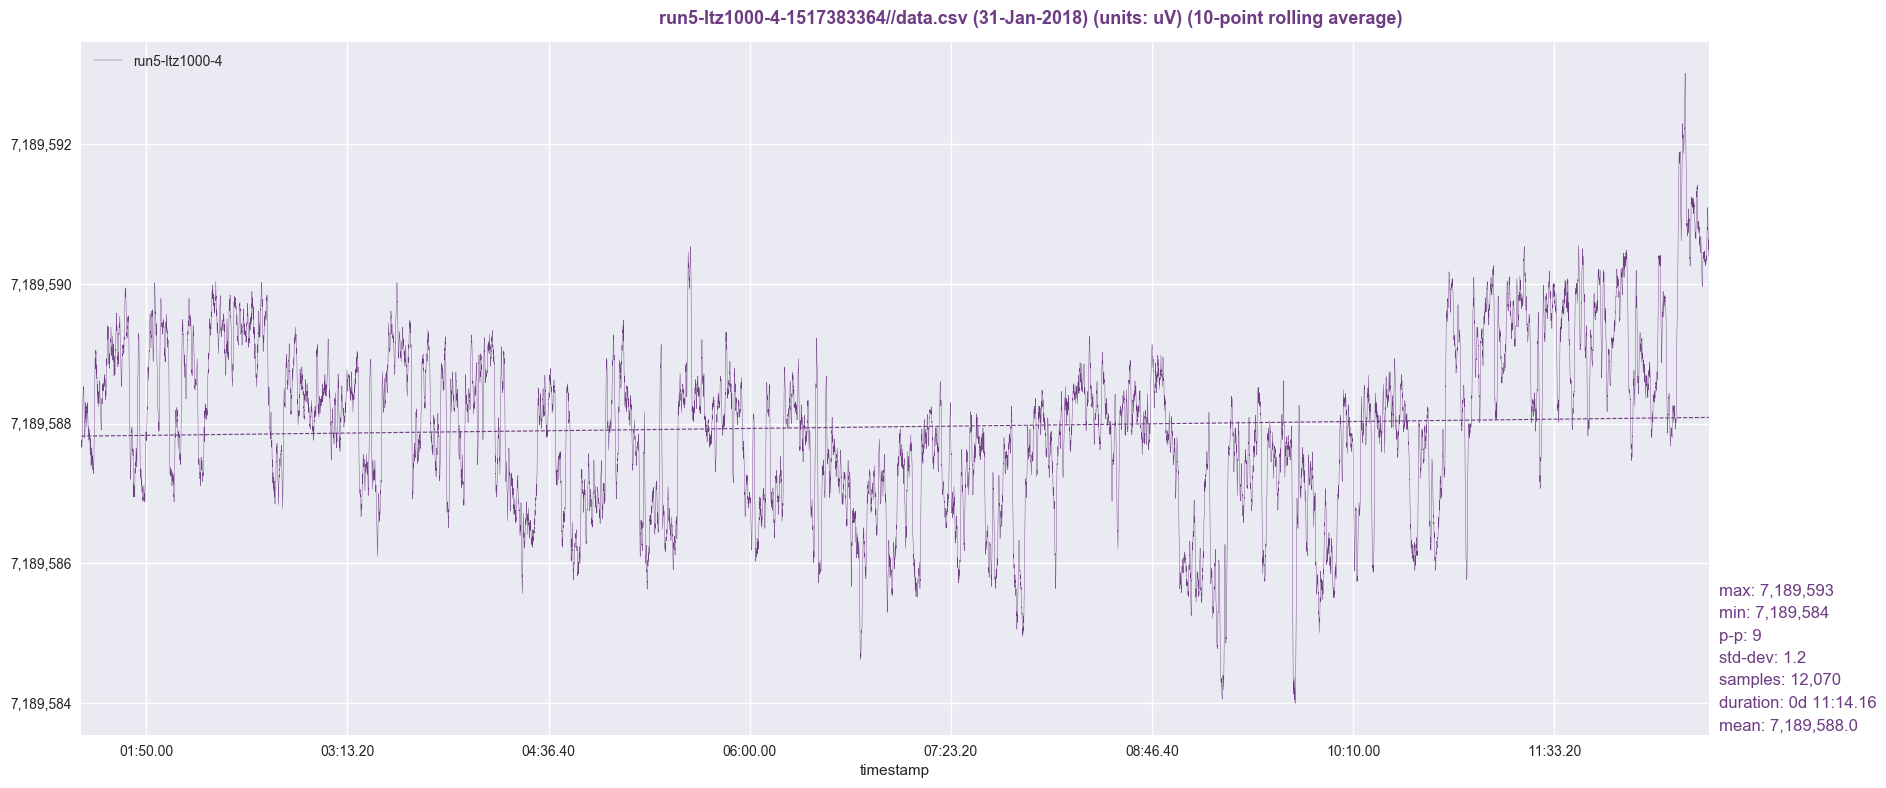 run5-ltz1000-4-1517383364//data.csv (31-Jan-2018) (units: uV) (10-point rolling average)
run5-ltz1000-4
7,189,592
7,189,590
7,189,588
7,189,586
7,189,584
max: 7,189,593
min: 7,189,584
p-p: 9
std-dev: 1.2
samples: 12,070
duration: 0d 11:14.16
mean: 7,189,588.0
01:50.00 03:13.20 04:36.40 06:00.00 07:23.20 08:46.40 10:10.00 11:33.20
timestamp